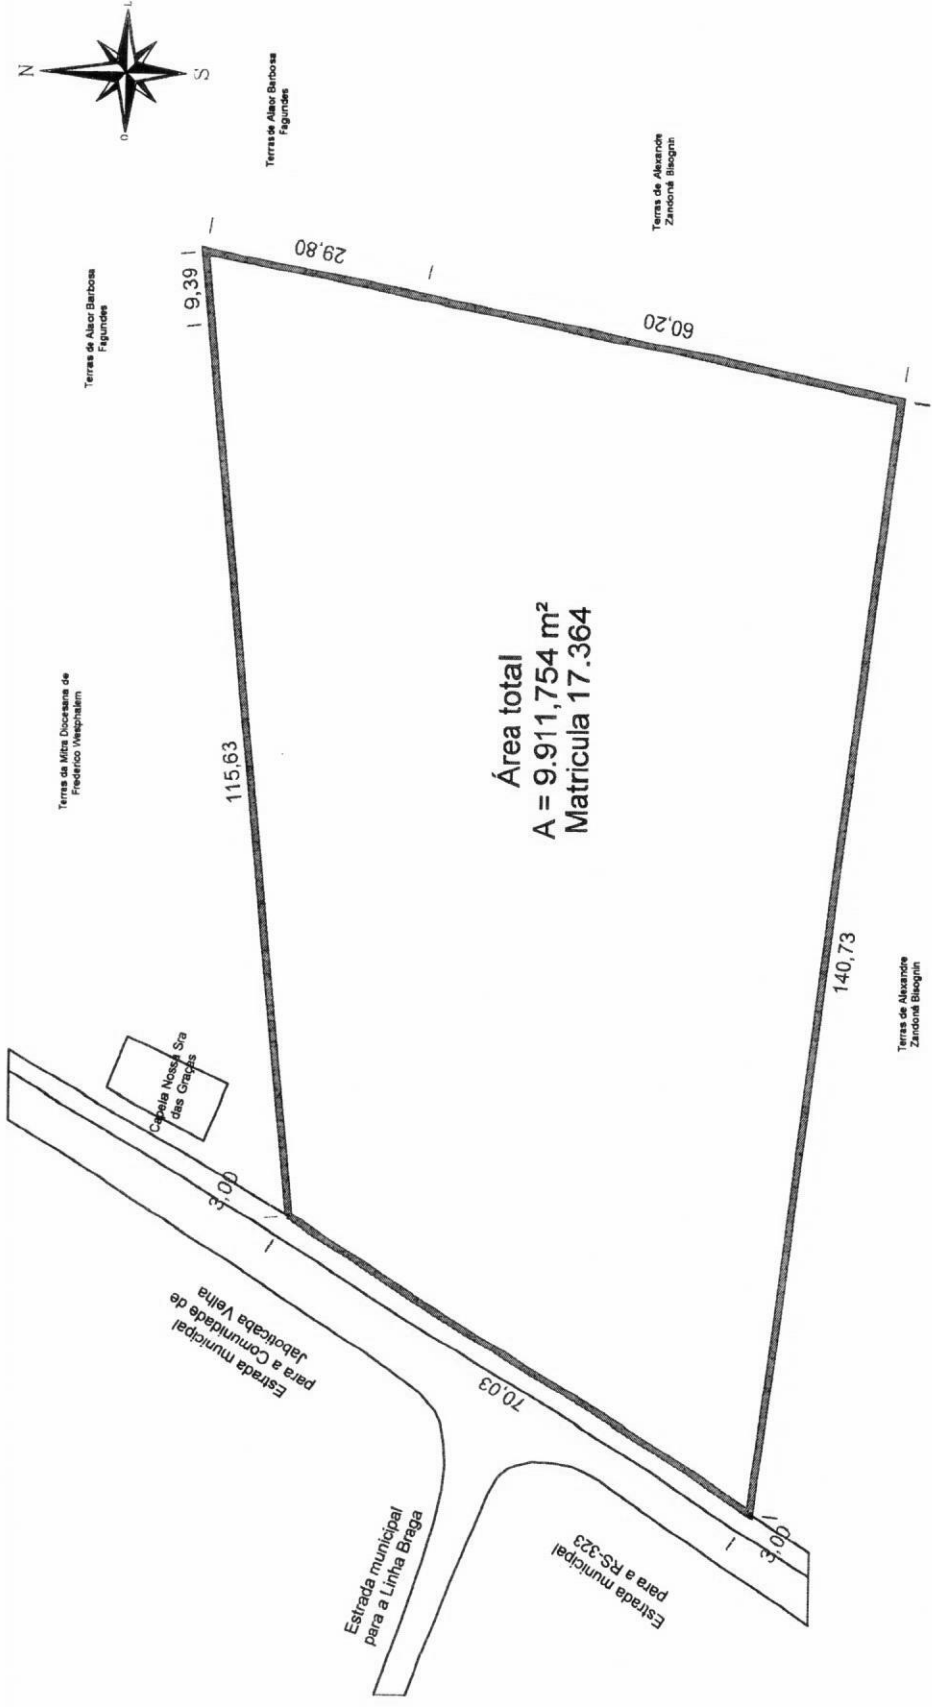 N
O
L
S
Terras de Alaor Barbosa
Fagundes
Terras de Alaor Barbosa
Fagundes
Terras da Mitra Diocesana de
Frederico Westphalem
Terras de Alexandre
Zandoná Bisognin
9,39
29,80
60,20
115,63
Área total
A = 9.911,754 m²
Matricula 17.364
Capela Nossa Sra
das Graças
3,00
Estrada municipal
para a Comunidade de
Jaboticaba Velha
70,03
140,73
Terras de Alexandre
Zandoná Bisognin
Estrada municipal
para a Linha Braga
Estrada municipal
para a RS-323
3,00